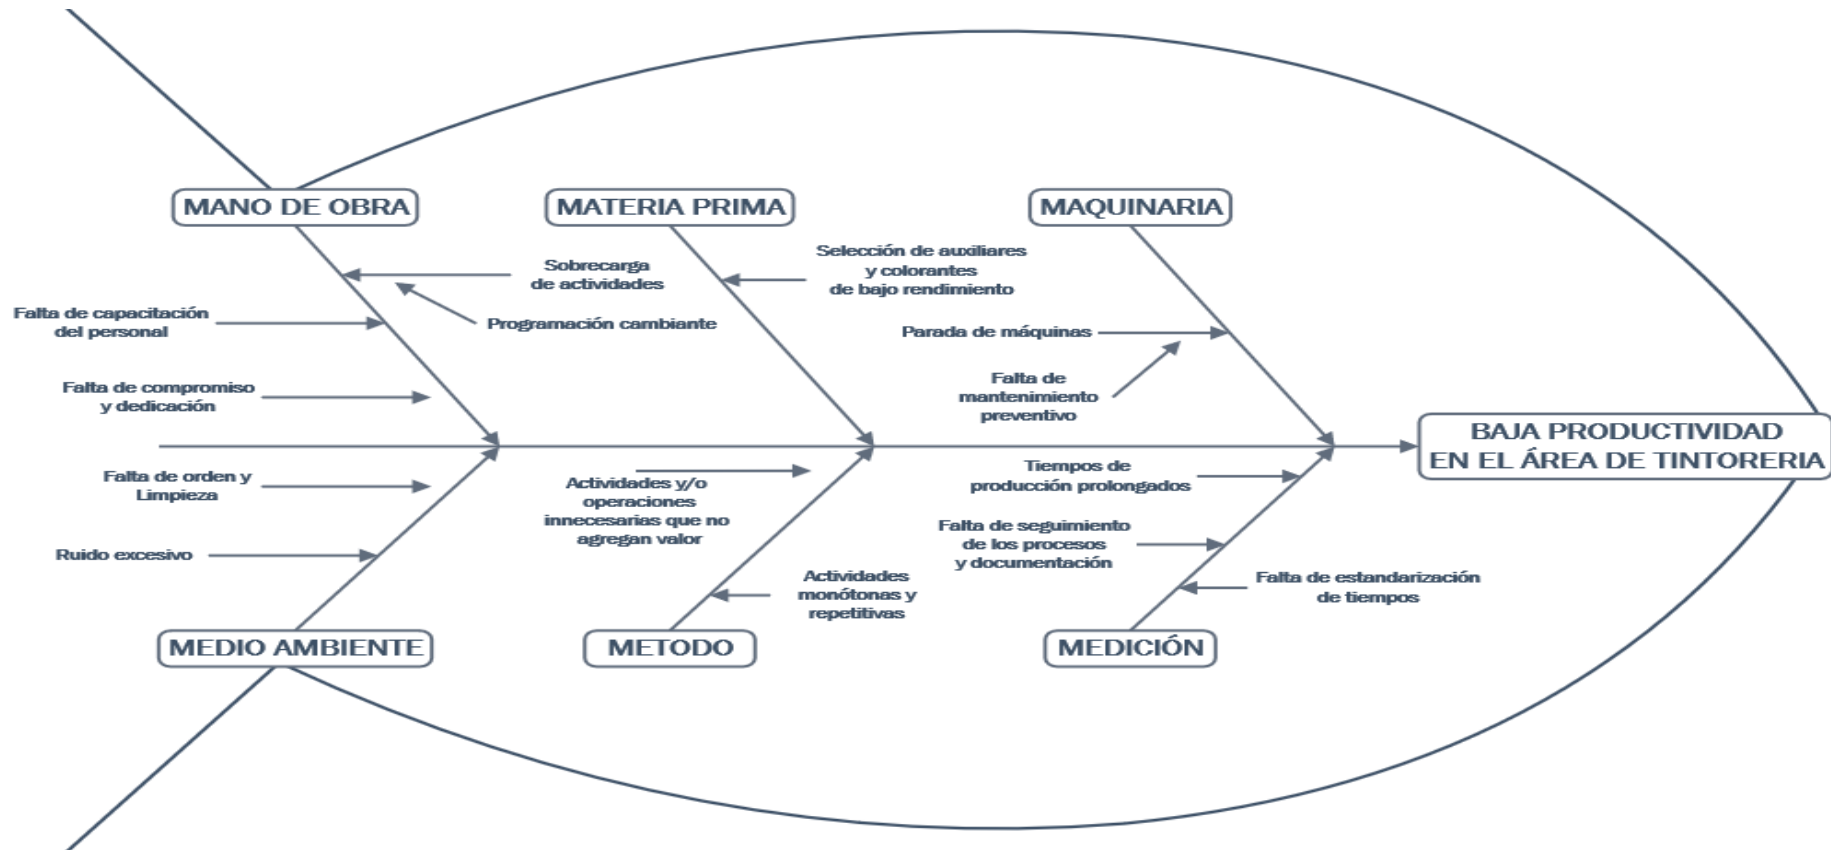 MANO DE OBRA
MATERIA PRIMA
MAQUINARIA
Sobrecarga
de actividades
Programación cambiante
Falta de capacitación
del personal
Falta de compromiso
y dedicación
Selección de auxiliares
y colorantes
de bajo rendimiento
Parada de máquinas
Falta de
mantenimiento
preventivo
BAJA PRODUCTIVIDAD
EN EL ÁREA DE TINTORERIA
Falta de orden y
Limpieza
Ruido excesivo
Actividades y/o
operaciones
innecesarias que no
agregan valor
Actividades
monótonas y
repetitivas
Tiempos de
producción prolongados
Falta de seguimiento
de los procesos
y documentación
Falta de estandarización
de tiempos
MEDIO AMBIENTE
METODO
MEDICIÓN